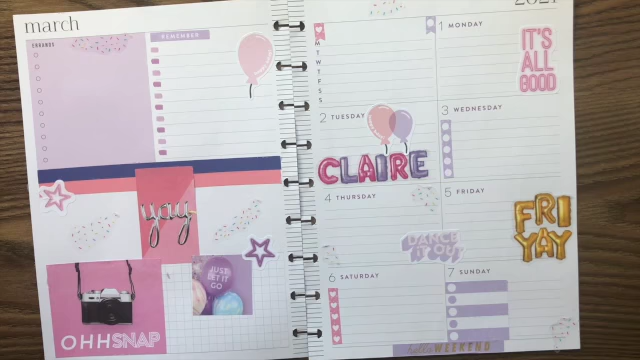 march
ERRANDS
REMEMBER
yay
JUST
LET IT
GO
OHHSNAP
M
T
W
T
F
S
S
1 MONDAY
IT'S
ALL
GOOD
2 TUESDAY
CLAIRE
3 WEDNESDAY
4 THURSDAY
DANCE
IT OUT
5 FRIDAY
FRI
YAY
6 SATURDAY
7 SUNDAY
hello WEEKEND